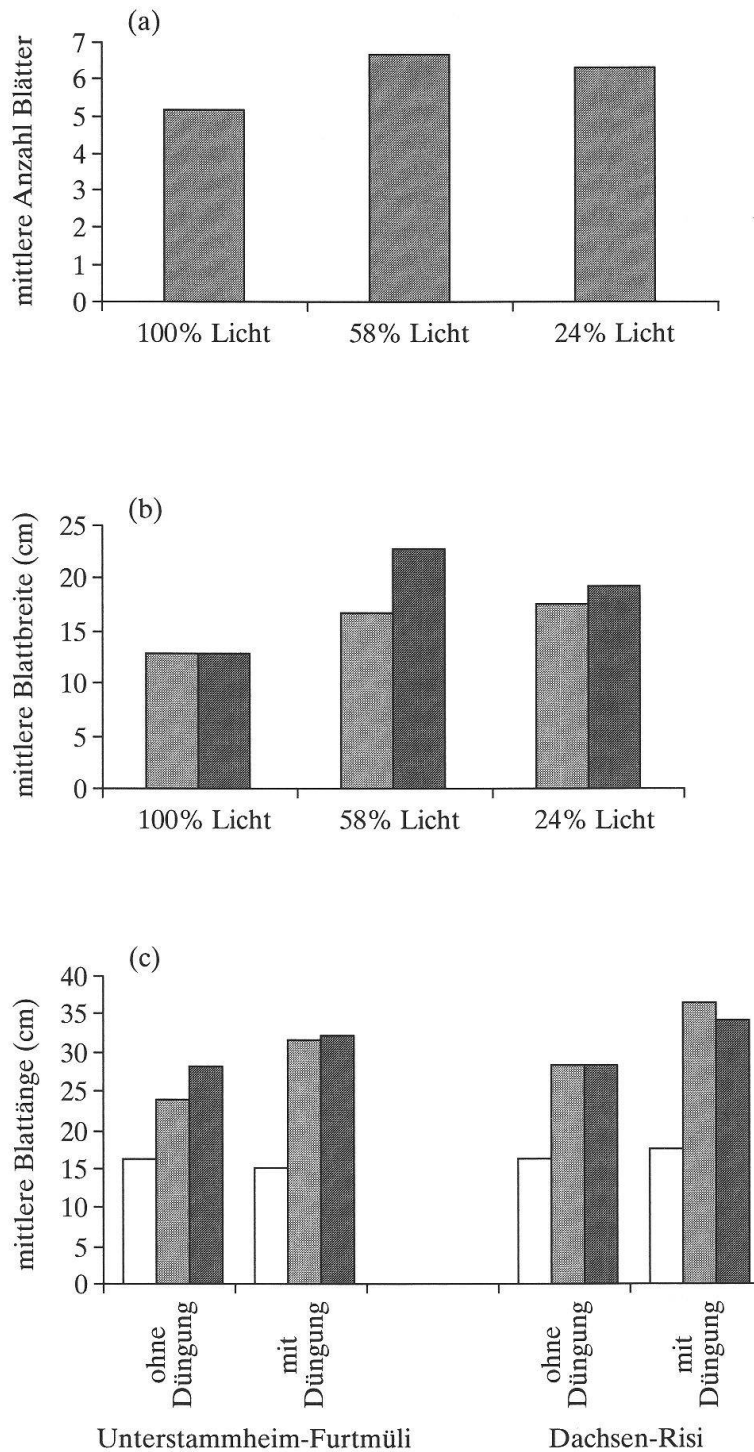 (a)
mittlere Anzahl Blätter
7
6
5
4
3
2
1
0
100% Licht
58% Licht
24% Licht
(b)
mittlere Blattbreite (cm)
25
20
15
10
5
0
100% Licht
58% Licht
24% Licht
(c)
mittlere Blattänge (cm)
40
35
30
25
20
15
10
5
0
ohne
Düngung
mit
Düngung
ohne
Düngung
mit
Düngung
Unterstammheim-Furtmüli
Dachsen-Risi